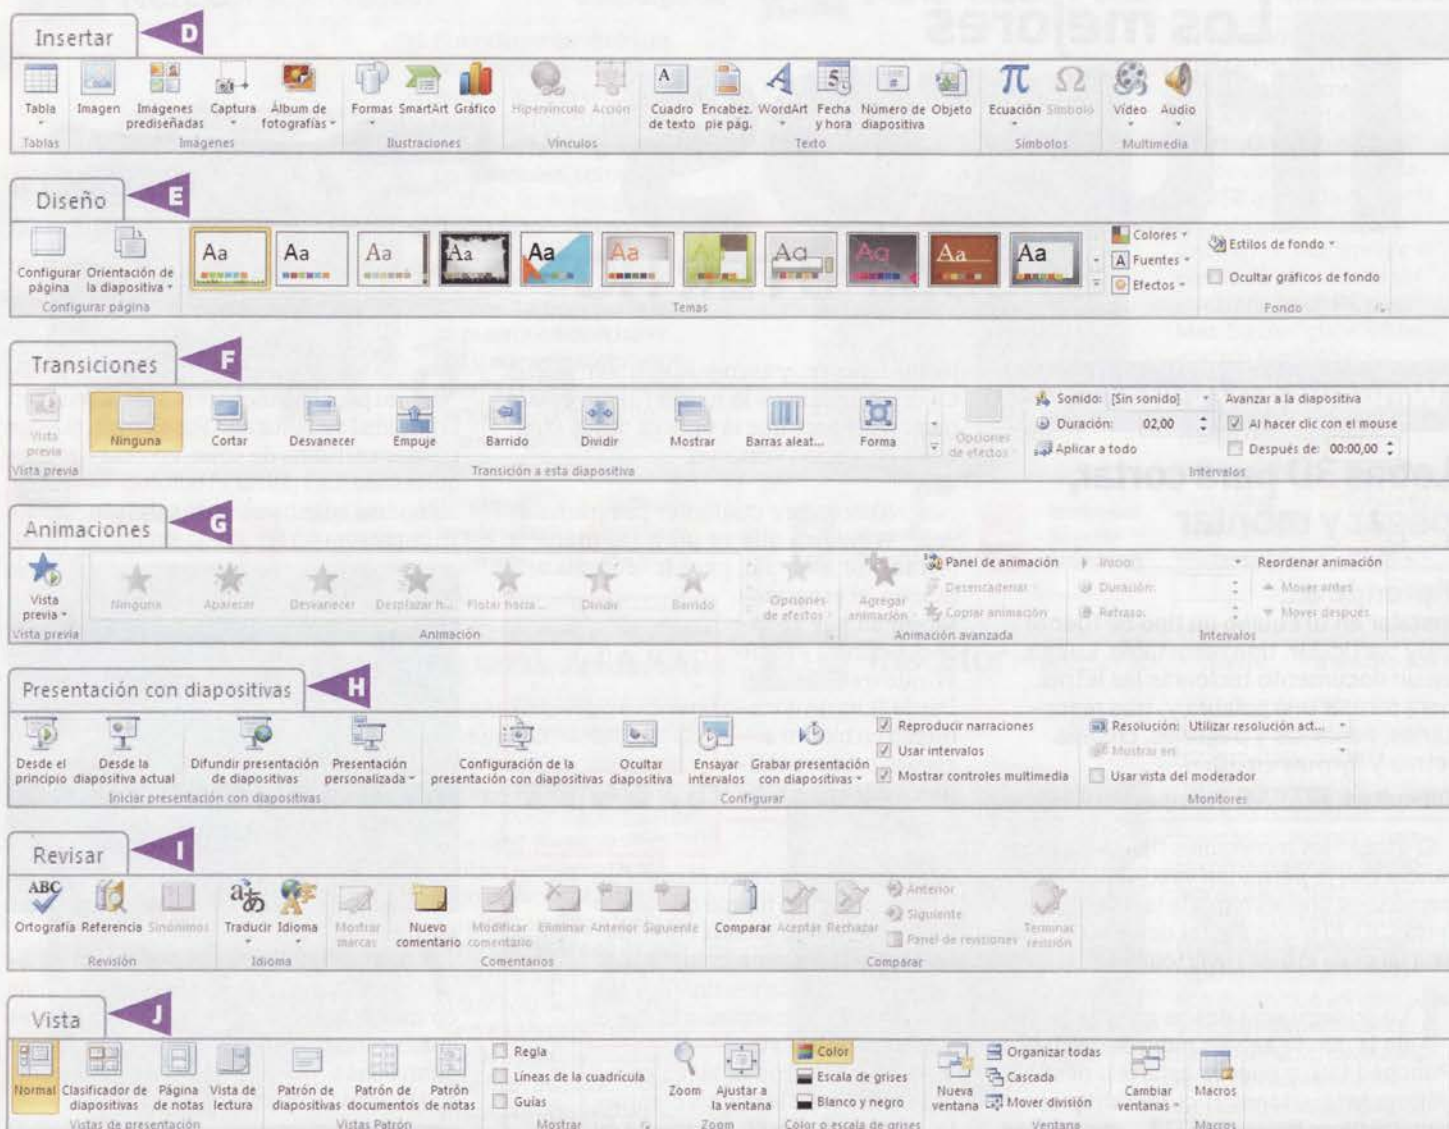 Insertar D
Tabla Imagen Imágenes prediseñadas Captura Álbum de fotografías Formas SmartArt Gráfico Hipervínculo Acción Cuadro de texto Encabez. pie pág. WordArt Fecha y hora Número de diapositiva Objeto Ecuación Símbolo Vídeo Audio
Tablas Imágenes Ilustraciones Vínculos Texto Símbolos Multimedia
Diseño E
Configurar página Orientación de la diapositiva Aa Aa Aa Aa Aa Aa Aa Aa Aa Aa Colores Fuentes Efectos Estilos de fondo Ocultar gráficos de fondo
Configurar página Temas Fondo
Transiciones F
Vista previa Ninguna Cortar Desvanecer Empuje Barrido Dividir Mostrar Barras aleat... Forma Opciones de efectos
Sonido: [Sin sonido] Avanzar a la diapositiva
Duración: 02,00 Al hacer clic con el mouse
Aplicar a todo Después de: 00:00,00
Vista previa Transición a esta diapositiva Intervalos
Animaciones G
Vista previa Ninguna Aparecer Desvanecer Desplazar h... Flotar hacia... Dividir Barrido Opciones de efectos Agregar animación
Panel de animación Inicio: Reordenar animación
Desencadenar Duración: Mover antes
Copiar animación Retraso: Mover después
Vista previa Animación Animación avanzada Intervalos
Presentación con diapositivas H
Desde el principio Desde la diapositiva actual Difundir presentación de diapositivas Presentación personalizada Configuración de la presentación con diapositivas Ocultar diapositiva Ensayar intervalos Grabar presentación con diapositivas
Reproducir narraciones Resolución: Utilizar resolución act...
Usar intervalos Mostrar en:
Mostrar controles multimedia Usar vista del moderador
Iniciar presentación con diapositivas Configurar Monitores
Revisar I
ABC
Ortografía Referencia Sinónimos Traducir Idioma Mostrar marcas Nuevo comentario Modificar comentario Eliminar Anterior Siguiente Comparar Aceptar Rechazar Anterior Siguiente Panel de revisiones Terminar revisión
Revisión Idioma Comentarios Comparar
Vista J
Normal Clasificador de diapositivas Página de notas Vista de lectura Patrón de diapositivas Patrón de documentos Patrón de notas
Regla
Líneas de la cuadrícula
Guías
Zoom Ajustar a la ventana
Color
Escala de grises
Blanco y negro
Nueva ventana
Organizar todas
Cascada
Mover división
Cambiar ventanas Macros
Vistas de presentación Vistas Patrón Mostrar Zoom Color o escala de grises Ventana Macros